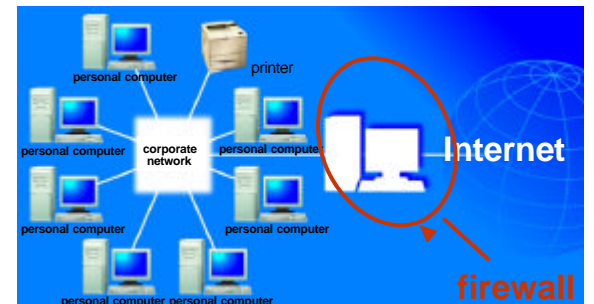 personal computer
printer
personal computer
corporate
network
personal computer
Internet
personal computer
personal computer
personal computer
personal computer
firewall